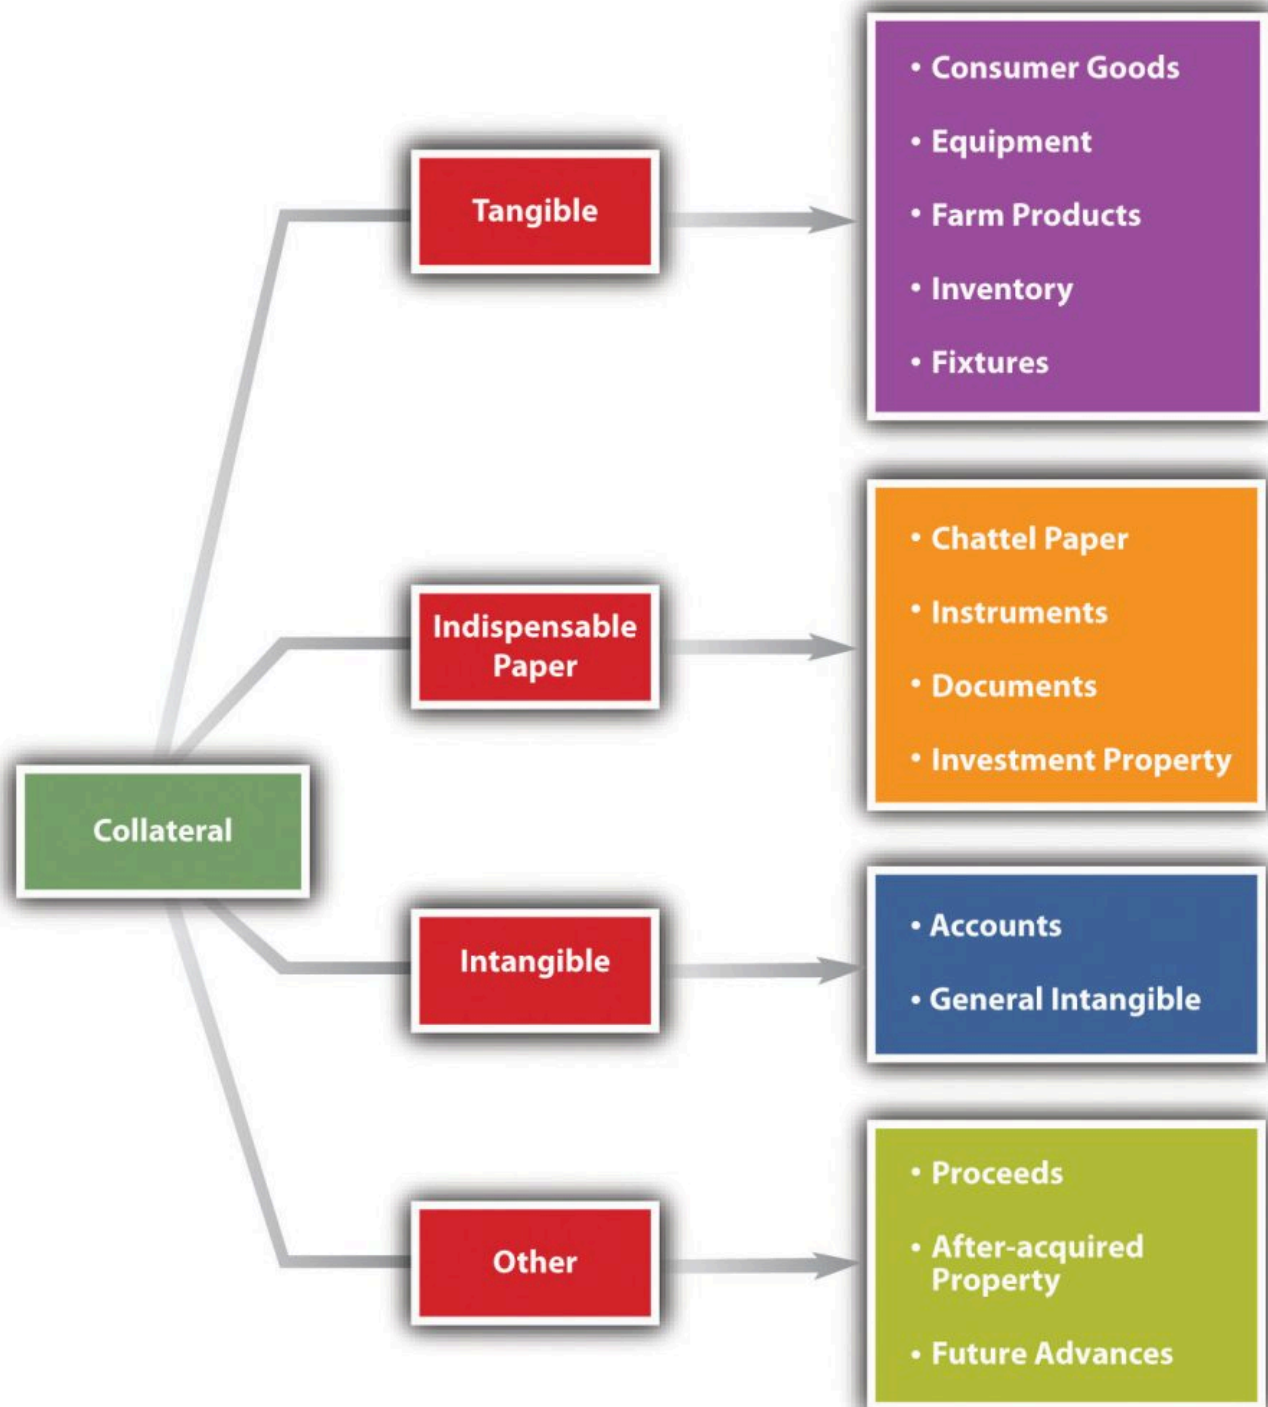 Collateral
Tangible
• Consumer Goods
• Equipment
• Farm Products
• Inventory
• Fixtures
Indispensable
Paper
• Chattel Paper
• Instruments
• Documents
• Investment Property
Intangible
• Accounts
• General Intangible
Other
• Proceeds
• After-acquired
Property
• Future Advances